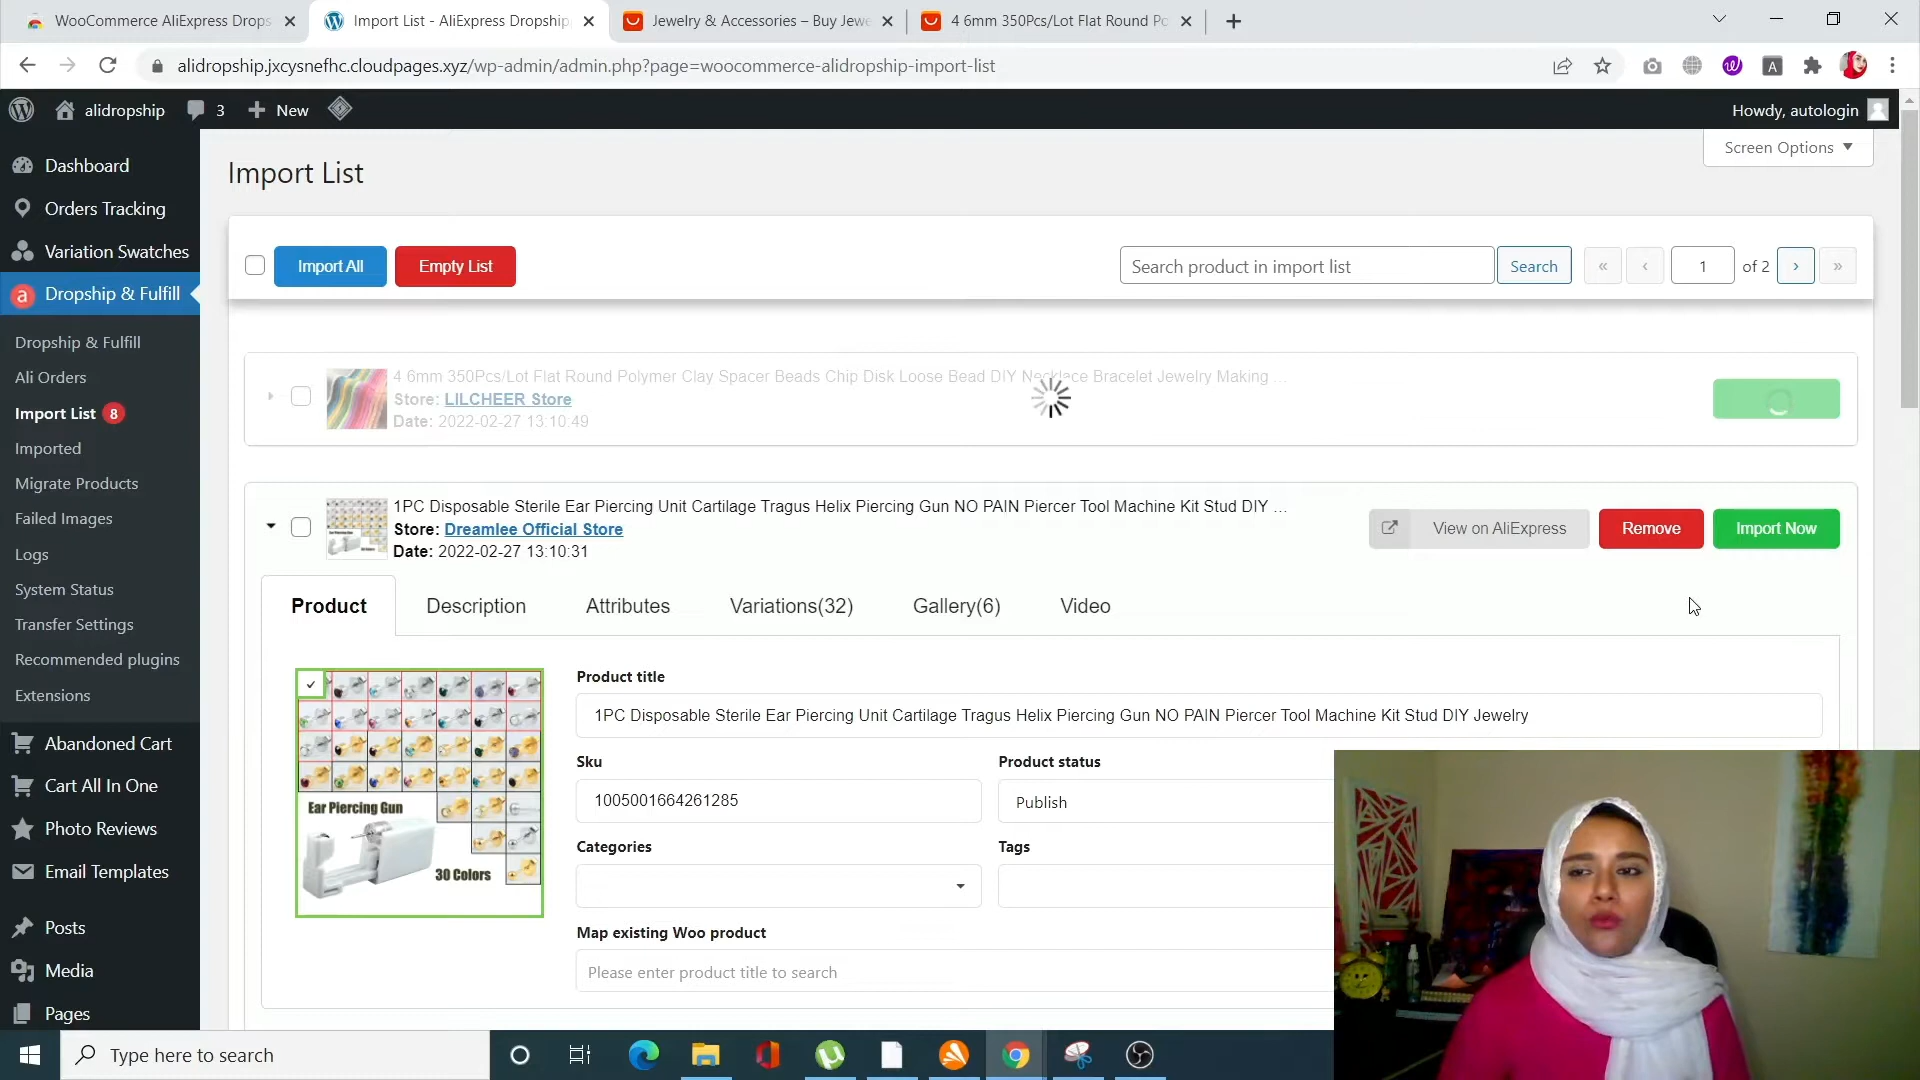 WooCommerce AliExpress Drops
Import List - AliExpress Dropship
Jewelry & Accessories – Buy Jewe
4 6mm 350Pcs/Lot Flat Round Po
alidropship.jxcysnefhc.cloudpages.xyz/wp-admin/admin.php?page=woocommerce-alidropship-import-list
alidropship
3
New
Howdy, autologin
Screen Options
Dashboard
Orders Tracking
Variation Swatches
Dropship & Fulfill
Dropship & Fulfill
Ali Orders
Import List 8
Imported
Migrate Products
Failed Images
Logs
System Status
Transfer Settings
Recommended plugins
Extensions
Abandoned Cart
Cart All In One
Photo Reviews
Email Templates
Posts
Media
Pages
Import List
Import All
Empty List
Search product in import list
Search
«
‹
1
of 2
›
»
4 6mm 350Pcs/Lot Flat Round Polymer Clay Spacer Beads Chip Disk Loose Bead DIY Necklace Bracelet Jewelry Making ...
Store: LILCHEER Store
Date: 2022-02-27 13:10:49
1PC Disposable Sterile Ear Piercing Unit Cartilage Tragus Helix Piercing Gun NO PAIN Piercer Tool Machine Kit Stud DIY ...
Store: Dreamlee Official Store
Date: 2022-02-27 13:10:31
View on AliExpress
Remove
Import Now
Product
Description
Attributes
Variations(32)
Gallery(6)
Video
Ear Piercing Gun
30 Colors
Product title
1PC Disposable Sterile Ear Piercing Unit Cartilage Tragus Helix Piercing Gun NO PAIN Piercer Tool Machine Kit Stud DIY Jewelry
Sku
1005001664261285
Product status
Publish
Categories
Tags
Map existing Woo product
Please enter product title to search
Type here to search